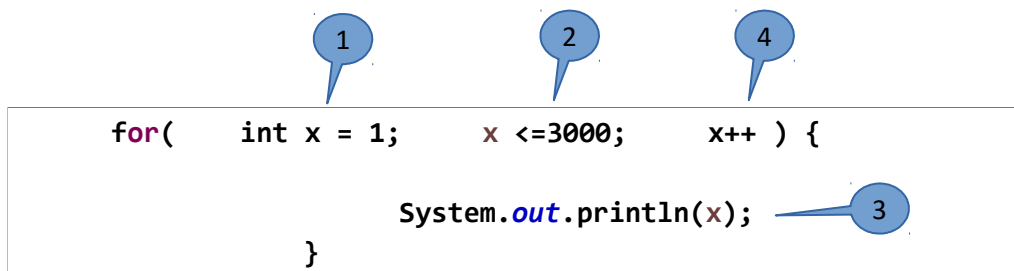 1 2 4
for( int x = 1; x <=3000; x++ ) {
System.out.println(x); 3
}